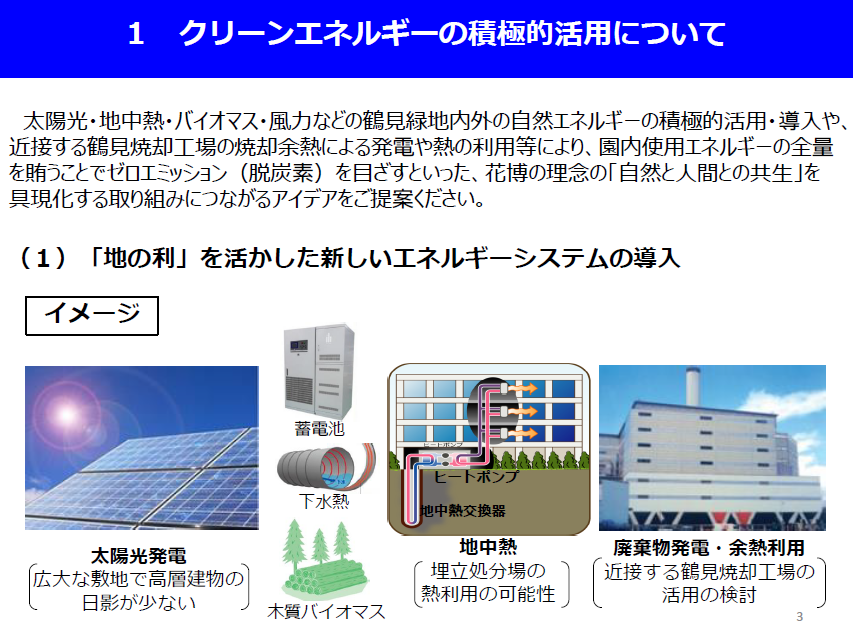 1　クリーンエネルギーの積極的活用について
太陽光・地中熱・バイオマス・風力などの鶴見緑地内外の自然エネルギーの積極的活用・導入や、
近接する鶴見焼却工場の焼却余熱による発電や熱の利用等により、園内使用エネルギーの全量
を賄うことでゼロエミッション（脱炭素）を目ざすといった、花博の理念の「自然と人間との共生」を
具現化する取り組みにつながるアイデアをご提案ください。
（１）「地の利」を活かした新しいエネルギーシステムの導入
イメージ
蓄電池
下水熱
木質バイオマス
太陽光発電
広大な敷地で高層建物の
日影が少ない
ヒートポンプ
ヒートポンプ
地中熱交換器
地中熱
埋立処分場の
熱利用の可能性
廃棄物発電・余熱利用
近接する鶴見焼却工場の
活用の検討
3